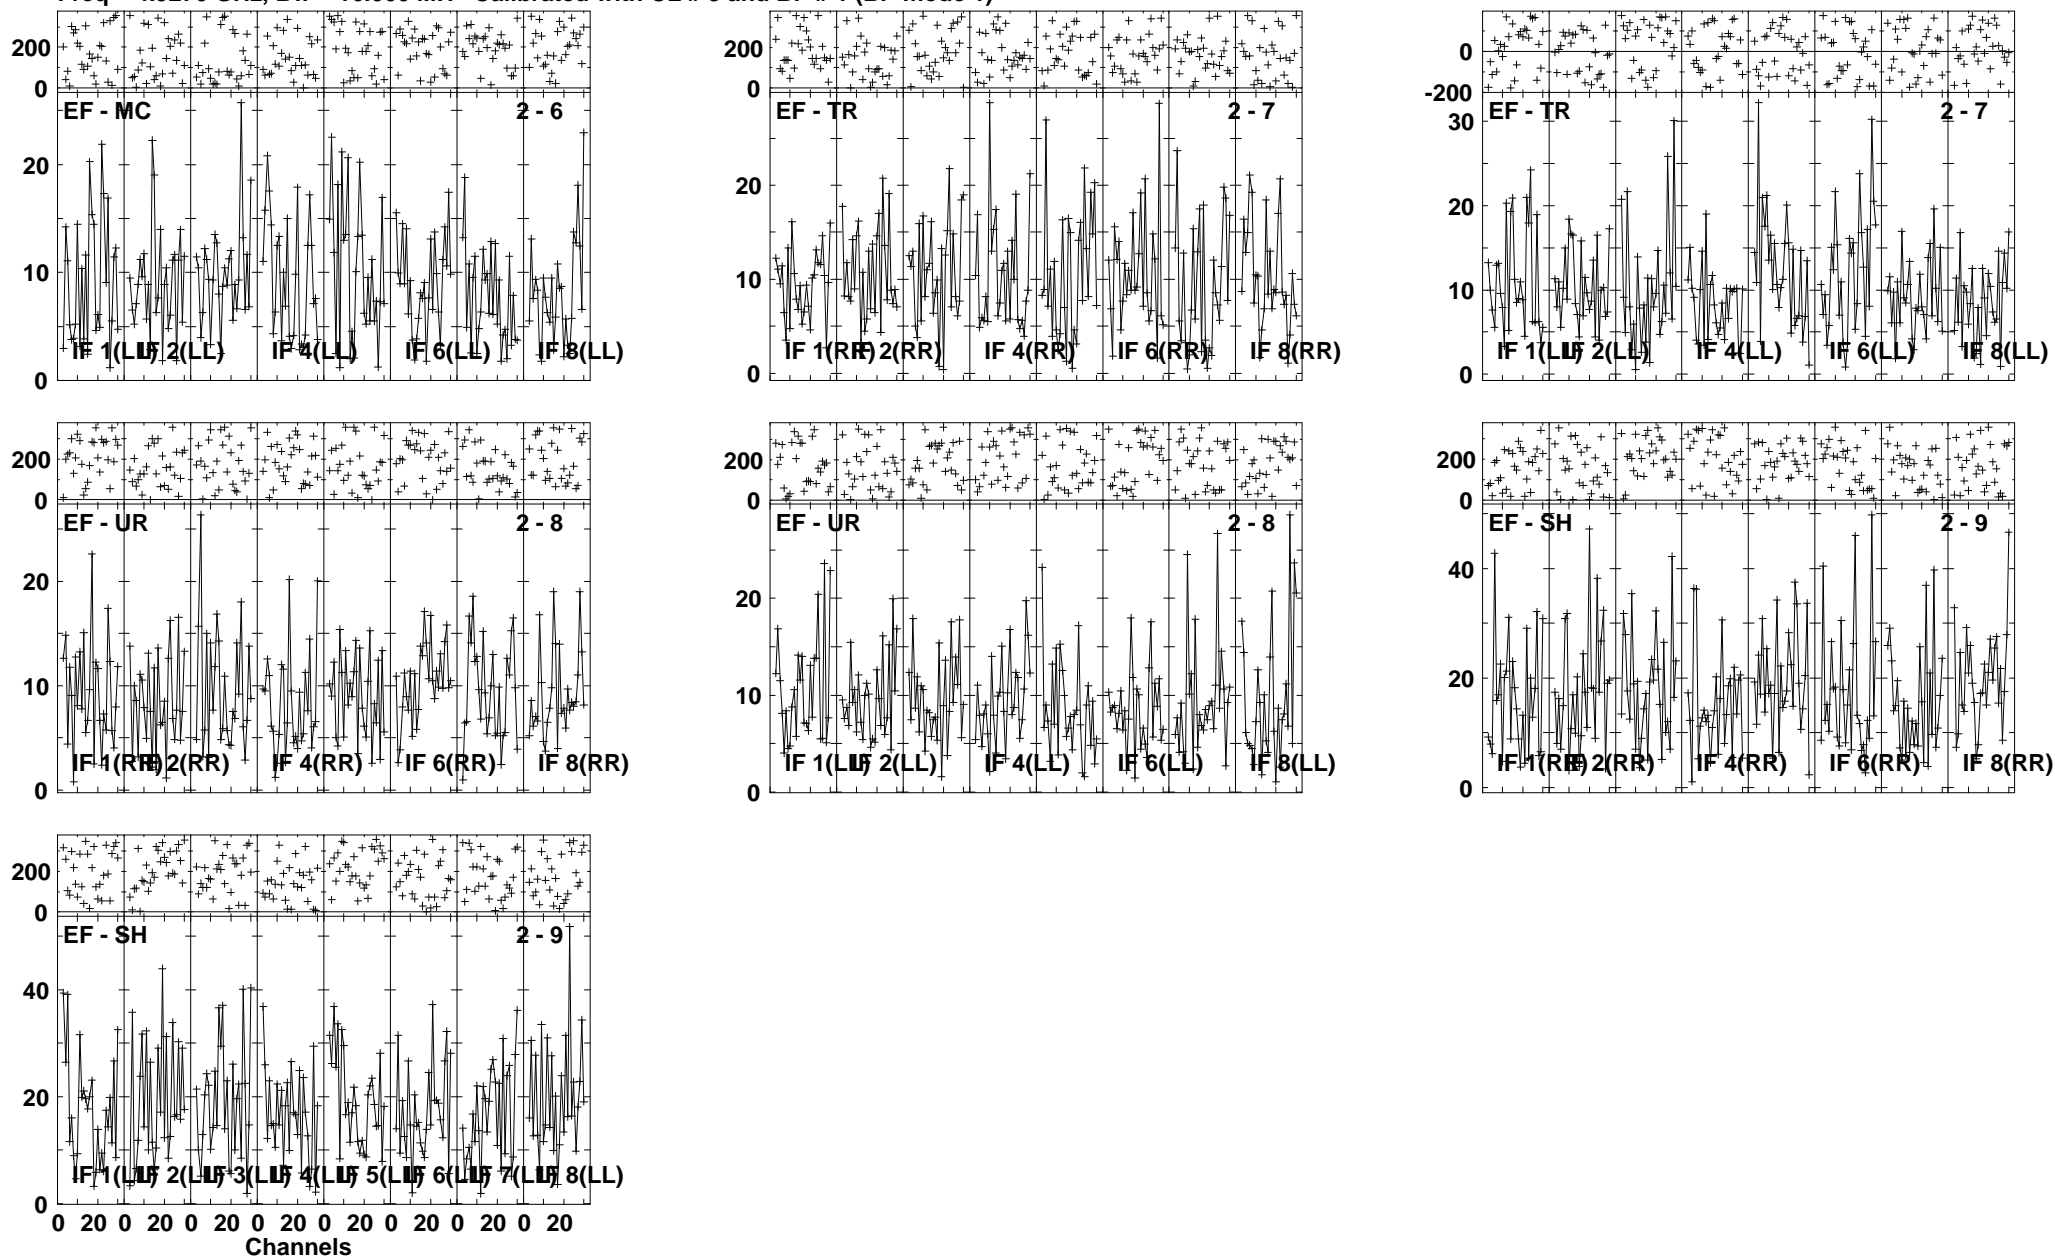 200
0
EF - MC 2 - 6
20
10
0
IF 1(LL) IF 2(LL) IF 4(LL) IF 6(LL) IF 8(LL)
200
0
EF - TR 2 - 7
20
10
0
IF 1(RR) IF 2(RR) IF 4(RR) IF 6(RR) IF 8(RR)
0
-200
EF - TR 2 - 7
30
20
10
0
IF 1(LL) IF 2(LL) IF 4(LL) IF 6(LL) IF 8(LL)
200
0
EF - UR 2 - 8
20
10
0
IF 1(RR) IF 2(RR) IF 4(RR) IF 6(RR) IF 8(RR)
200
0
EF - UR 2 - 8
20
10
0
IF 1(LL) IF 2(LL) IF 4(LL) IF 6(LL) IF 8(LL)
200
0
EF - SH 2 - 9
40
20
0
IF 1(RR) IF 2(RR) IF 4(RR) IF 6(RR) IF 8(RR)
200
0
EF - SH 2 - 9
40
20
0
IF 1(LL) IF 2(LL) IF 3(LL) IF 4(LL) IF 5(LL) IF 6(LL) IF 7(LL) IF 8(LL)
0 20 0 20 0 20 0 20 0 20 0 20 0 20 0 20
Channels